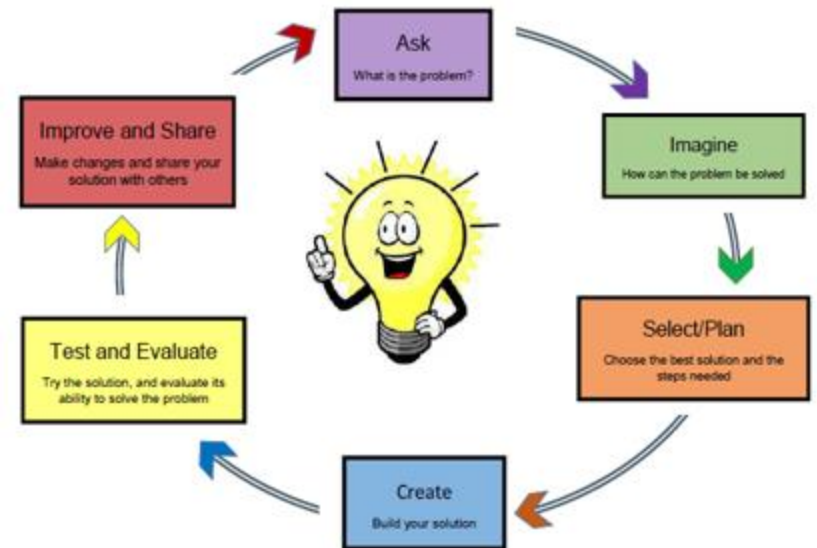 Ask
What is the problem?
Imagine
How can the problem be solved
Select/Plan
Choose the best solution and the
steps needed
Create
Build your solution
Test and Evaluate
Try the solution, and evaluate its
ability to solve the problem
Improve and Share
Make changes and share your
solution with others